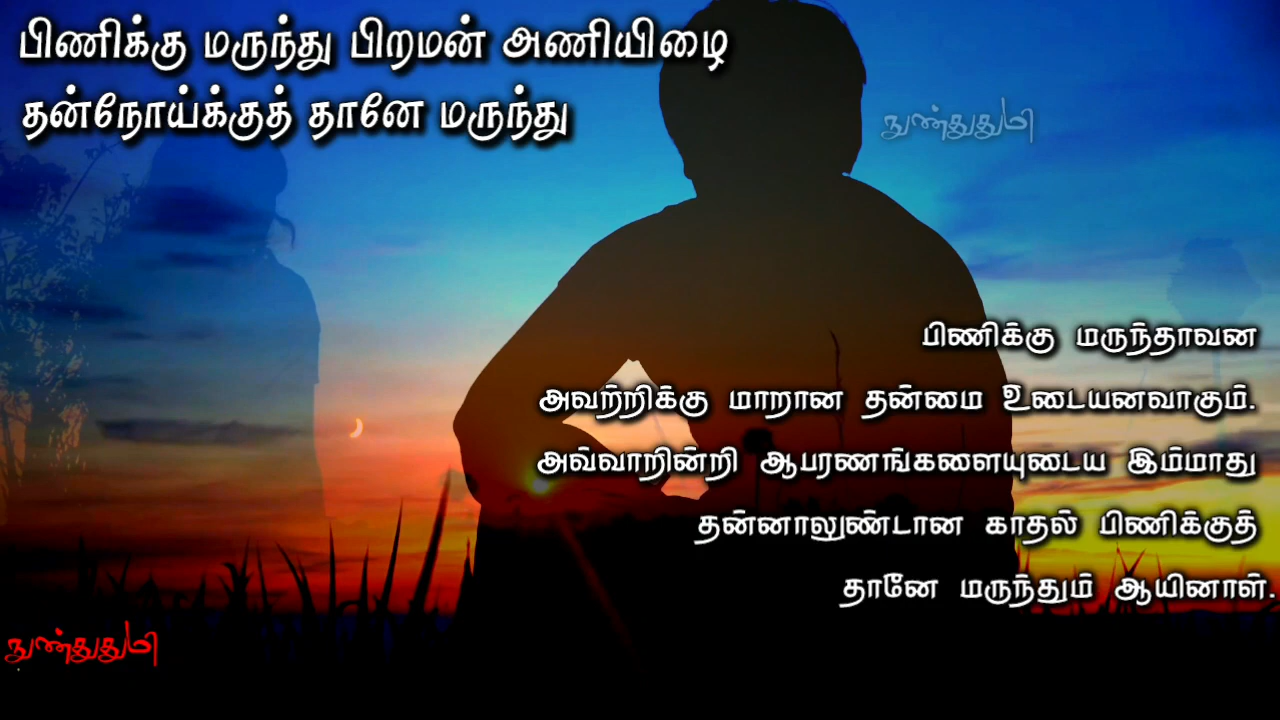 பிணிக்கு மருந்து பிறமன் அணியிழை
தன்நோய்க்குத் தானே மருந்து
நுண்துதுமி
பிணிக்கு மருந்தாவன
அவற்றிக்கு மாறான தன்மை உடையனவாகும்.
அவ்வாறின்றி ஆபரணங்களையுடைய இம்மாது
தன்னாலுண்டான காதல் பிணிக்குத்
தானே மருந்தும் ஆயினாள்.
நுண்துதுமி